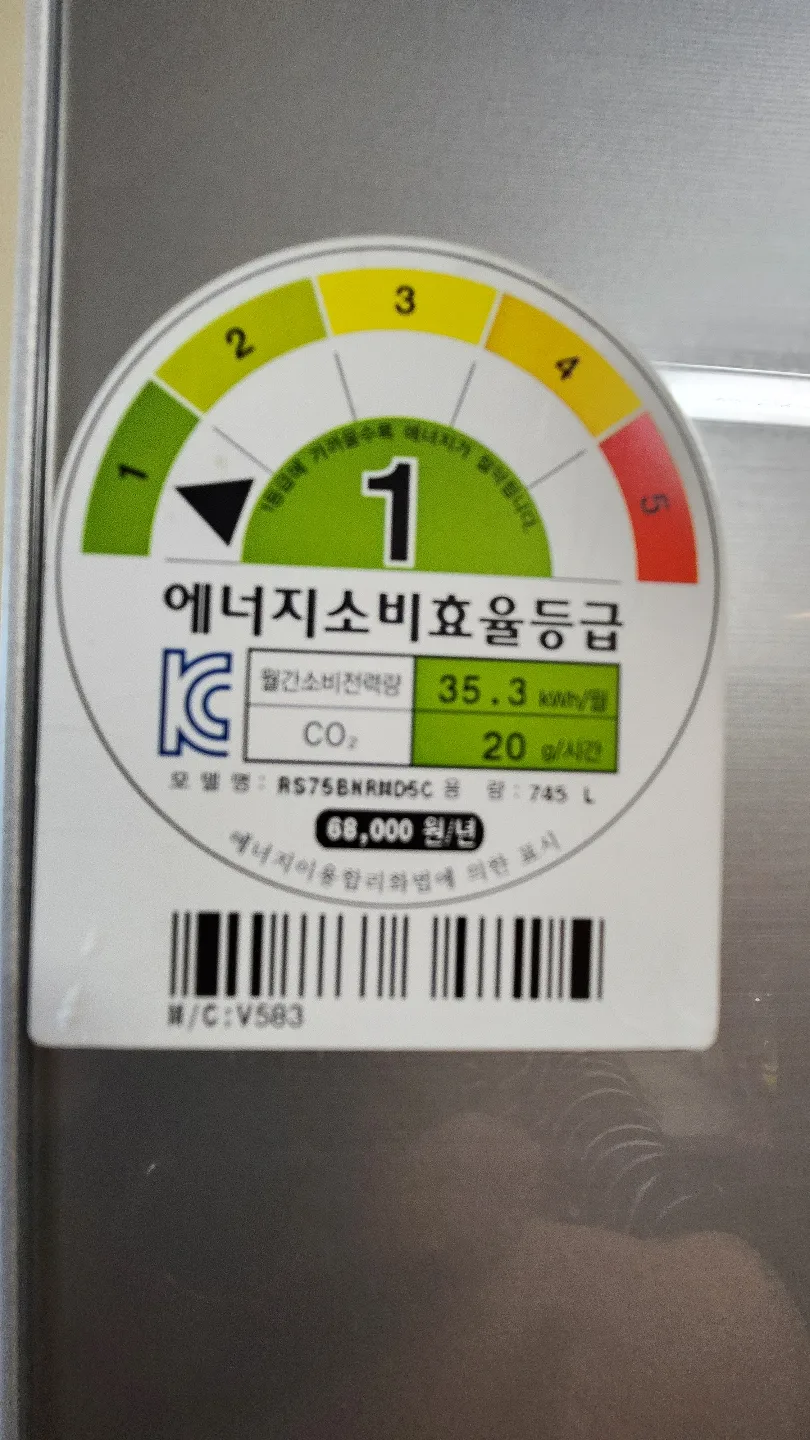 1 2 3 4 5
1등급에 가까울수록 에너지가 절약됩니다.
1
에너지소비효율등급
월간소비전력량 35.3 kWh/월
CO₂ 20 g/시간
모 델 명 : RS75BNRMD5C 용 량 : 745 L
68,000 원/년
에너지이용합리화법에 의한 표시
M/C:V583